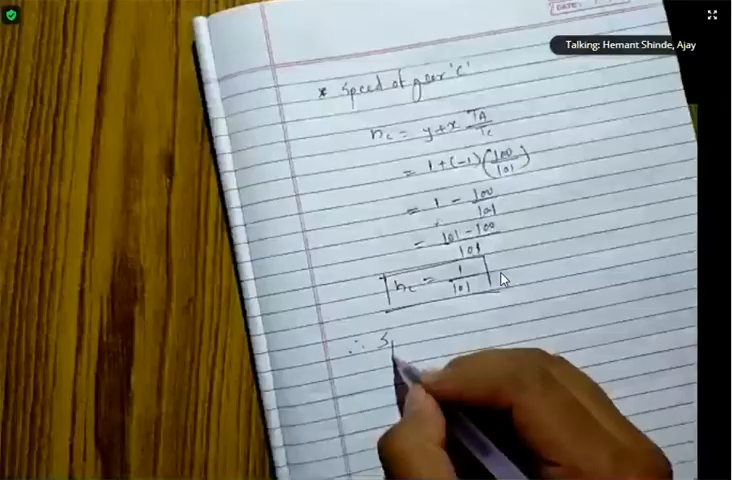 DATE:
Talking: Hemant Shinde, Ajay
* Speed of gear 'C'
nc = y+x TA/Tc
= 1+(-1)(100/101)
= 1 - 100/101
= 101-100/101
nc = 1/101
∴ S